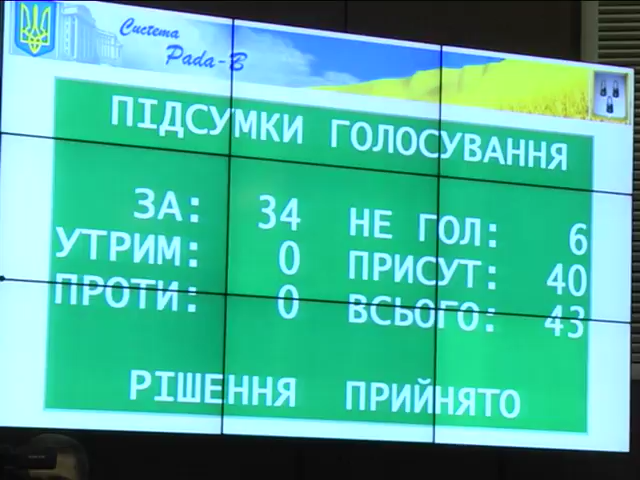 Система
Рада-В
ПІДСУМКИ ГОЛОСУВАННЯ
ЗА: 34 НЕ ГОЛ: 6
УТРИМ: 0 ПРИСУТ: 40
ПРОТИ: 0 ВСЬОГО: 43
РІШЕННЯ ПРИЙНЯТО